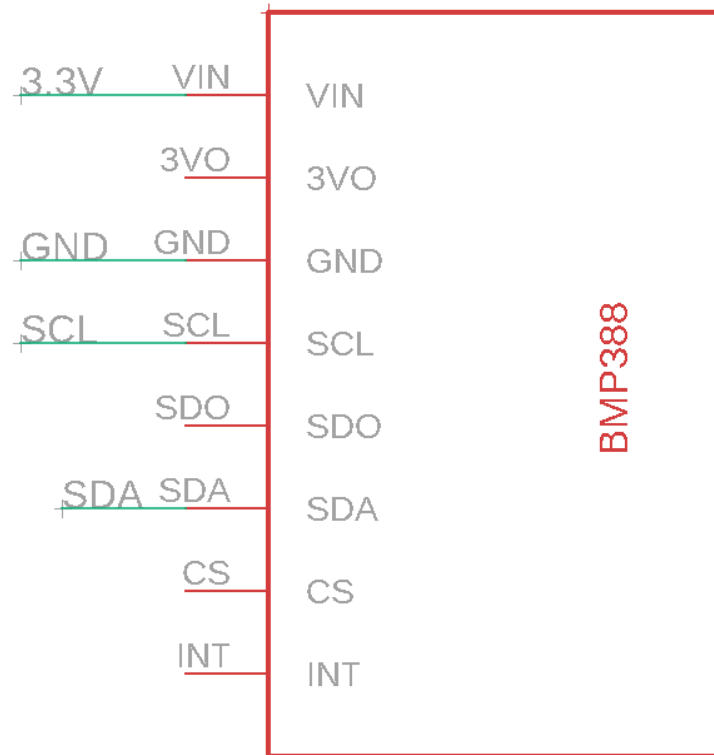 3.3V VIN VIN
3VO 3VO
GND GND GND
SCL SCL SCL
SDO SDO
SDA SDA SDA
CS CS
INT INT
BMP388